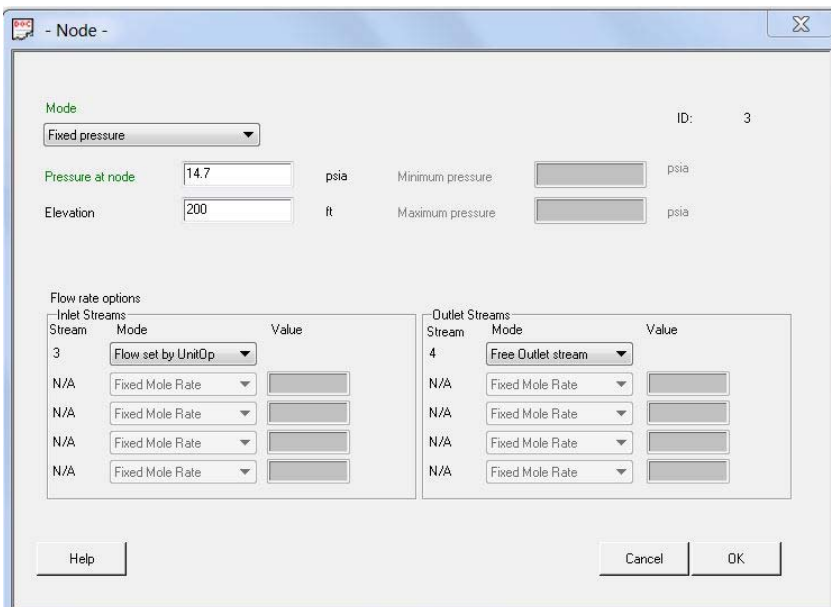 DOC
- Node -
Mode
Fixed pressure
ID: 3
Pressure at node 14.7 psia Minimum pressure psia
Elevation 200 ft Maximum pressure psia
Flow rate options
Inlet Streams
Stream Mode Value
3 Flow set by UnitOp
N/A Fixed Mole Rate
N/A Fixed Mole Rate
N/A Fixed Mole Rate
N/A Fixed Mole Rate
Outlet Streams
Stream Mode Value
4 Free Outlet stream
N/A Fixed Mole Rate
N/A Fixed Mole Rate
N/A Fixed Mole Rate
N/A Fixed Mole Rate
Help Cancel OK